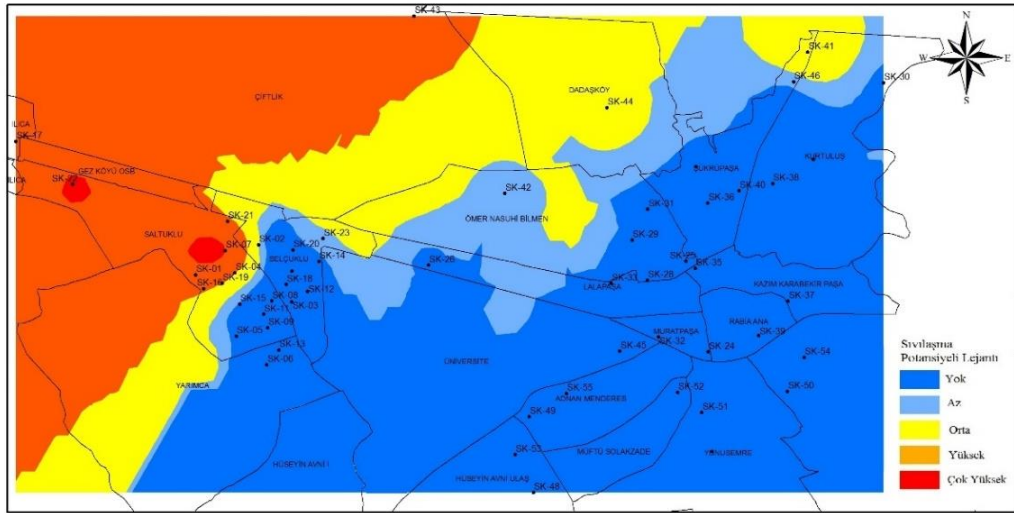 SK-43
N
W E
S
SK-41
SK-46
SK-30
ÇİFTLİK
DADAŞKÖY
SK-44
ILICA
SK-17
KURTULUŞ
ŞÜKRÜPAŞA
GEZ KÖYÜ OSB
ILICA
SK-38
SK-40
SK-42
SK-36
SK-31
ÖMER NASUHİ BİLMEN
SK-21
SALTUKLU
SK-23
SK-29
SK-02
SK-20
SK-07
SELÇUKLU
SK-14
SK-26
SK-35
SK-04
SK-01
SK-19
SK-18
SK-33
SK-28
LALAPAŞA
KAZIM KARABEKİR PAŞA
SK-12
SK-15
SK-08
SK-03
SK-37
SK-11
RABİA ANA
SK-09
SK-05
MURATPAŞA
SK-39
SK-32
SK-13
SK-45
SK-24
SK-06
ÜNİVERSİTE
SK-54
Sıvılaşma
Potansiyeli Lejantı
YARIMCA
Yok
SK-55
SK-52
SK-50
ADNAN MENDERES
Az
SK-49
SK-51
Orta
SK-53
MÜFTÜ SOLAKZADE
YUNUSEMRE
Yüksek
HÜSEYİN AVNİ I
HÜSEYİN AVNİ ULAŞ
Çok Yüksek
SK-48